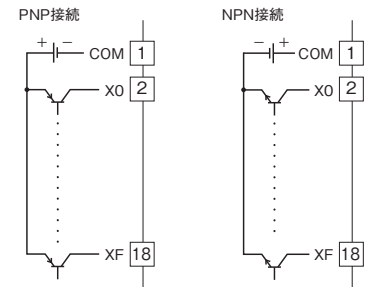 PNP接続
+ − COM 1
X0 2
XF 18
NPN接続
− + COM 1
X0 2
XF 18